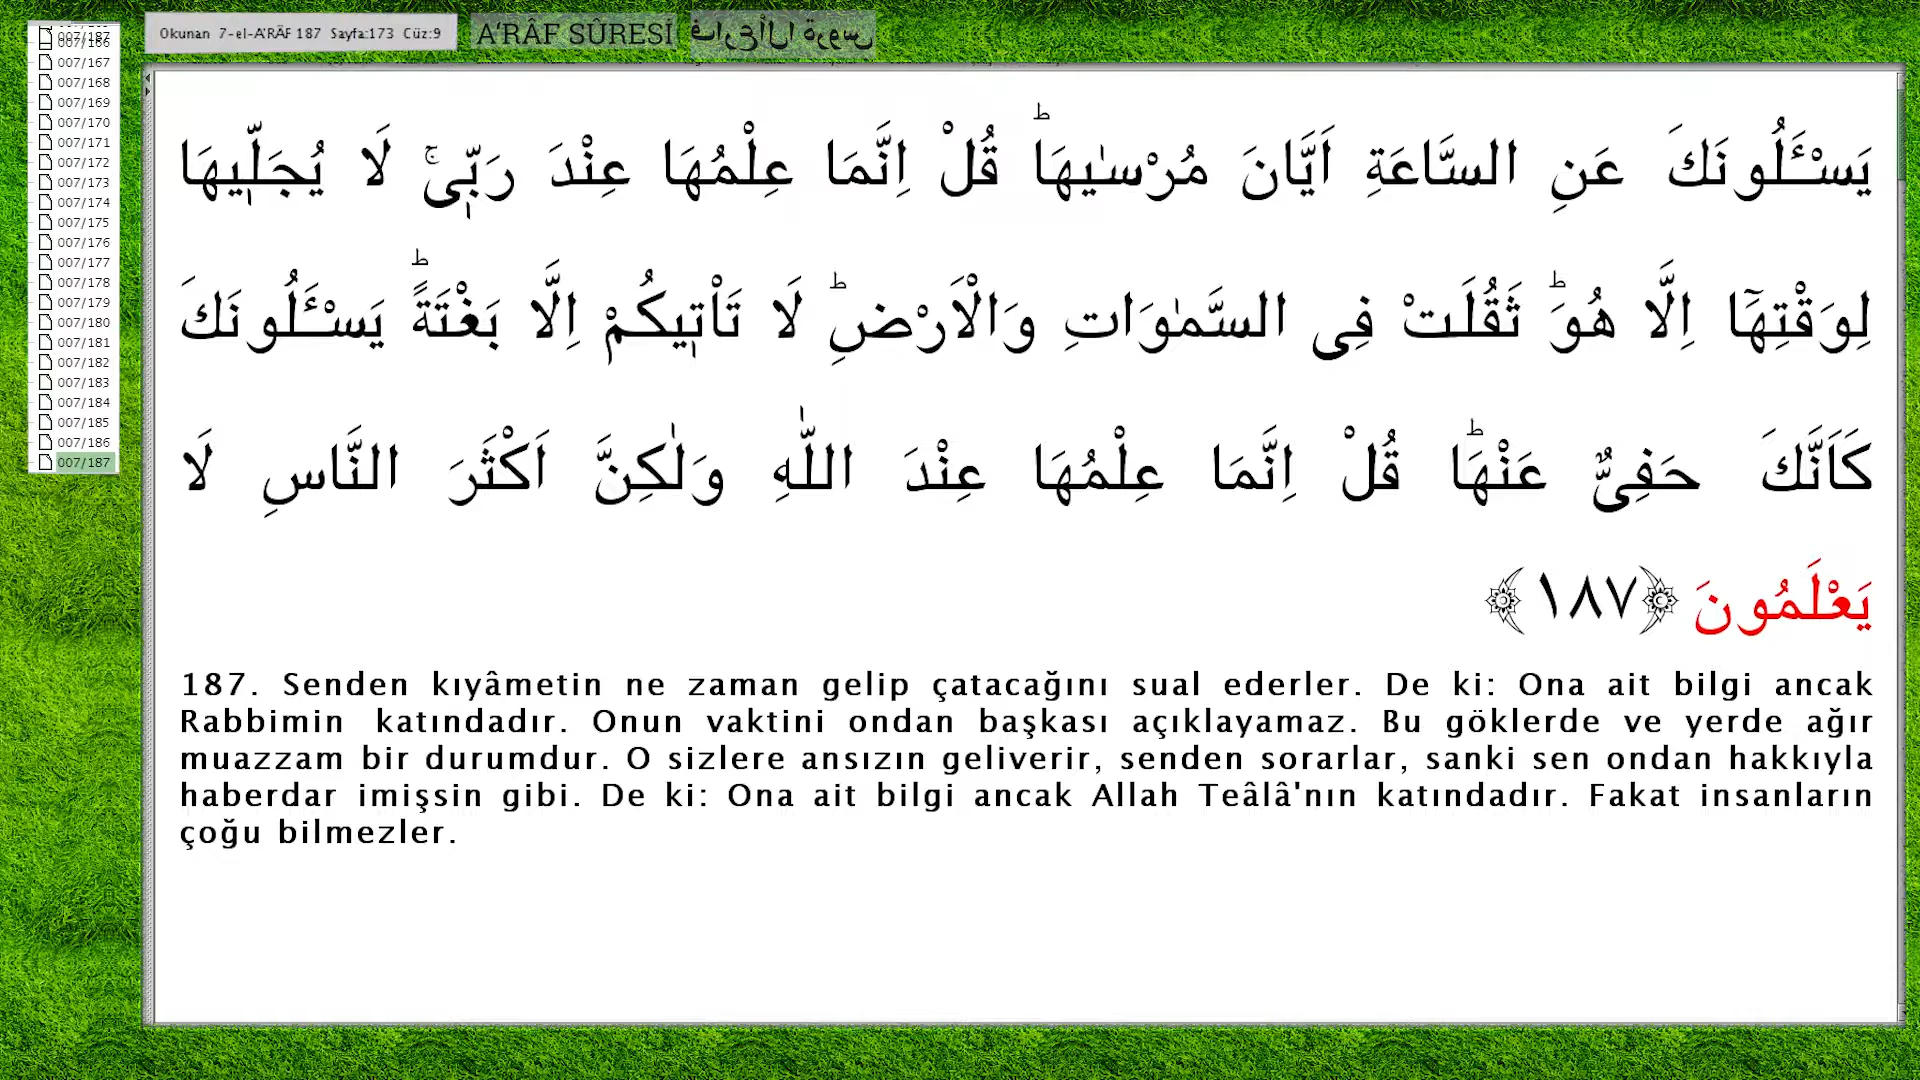 007/187
007/166
007/167
007/168
007/169
007/170
007/171
007/172
007/173
007/174
007/175
007/176
007/177
007/178
007/179
007/180
007/181
007/182
007/183
007/184
007/185
007/186
007/187
Okunan 7-el-A'RÂF 187 Sayfa:173 Cüz:9
A'RÂF SÛRESİ
سورة الأعراف
يَسْـَٔلُونَكَ عَنِ السَّاعَةِ اَيَّانَ مُرْسٰيهَاؕ قُلْ اِنَّمَا عِلْمُهَا عِنْدَ رَبّٖىۚ لَا يُجَلّٖيهَا
لِوَقْتِهَٓا اِلَّا هُوَؕ ثَقُلَتْ فِى السَّمٰوَاتِ وَالْاَرْضِؕ لَا تَاْتٖيكُمْ اِلَّا بَغْتَةًؕ يَسْـَٔلُونَكَ
كَاَنَّكَ حَفِىٌّ عَنْهَاؕ قُلْ اِنَّمَا عِلْمُهَا عِنْدَ اللّٰهِ وَلٰكِنَّ اَكْثَرَ النَّاسِ لَا
يَعْلَمُونَ ﴿١٨٧﴾
187. Senden kıyâmetin ne zaman gelip çatacağını sual ederler. De ki: Ona ait bilgi ancak
Rabbimin katındadır. Onun vaktini ondan başkası açıklayamaz. Bu göklerde ve yerde ağır
muazzam bir durumdur. O sizlere ansızın geliverir, senden sorarlar, sanki sen ondan hakkıyla
haberdar imişsin gibi. De ki: Ona ait bilgi ancak Allah Teâlâ'nın katındadır. Fakat insanların
çoğu bilmezler.